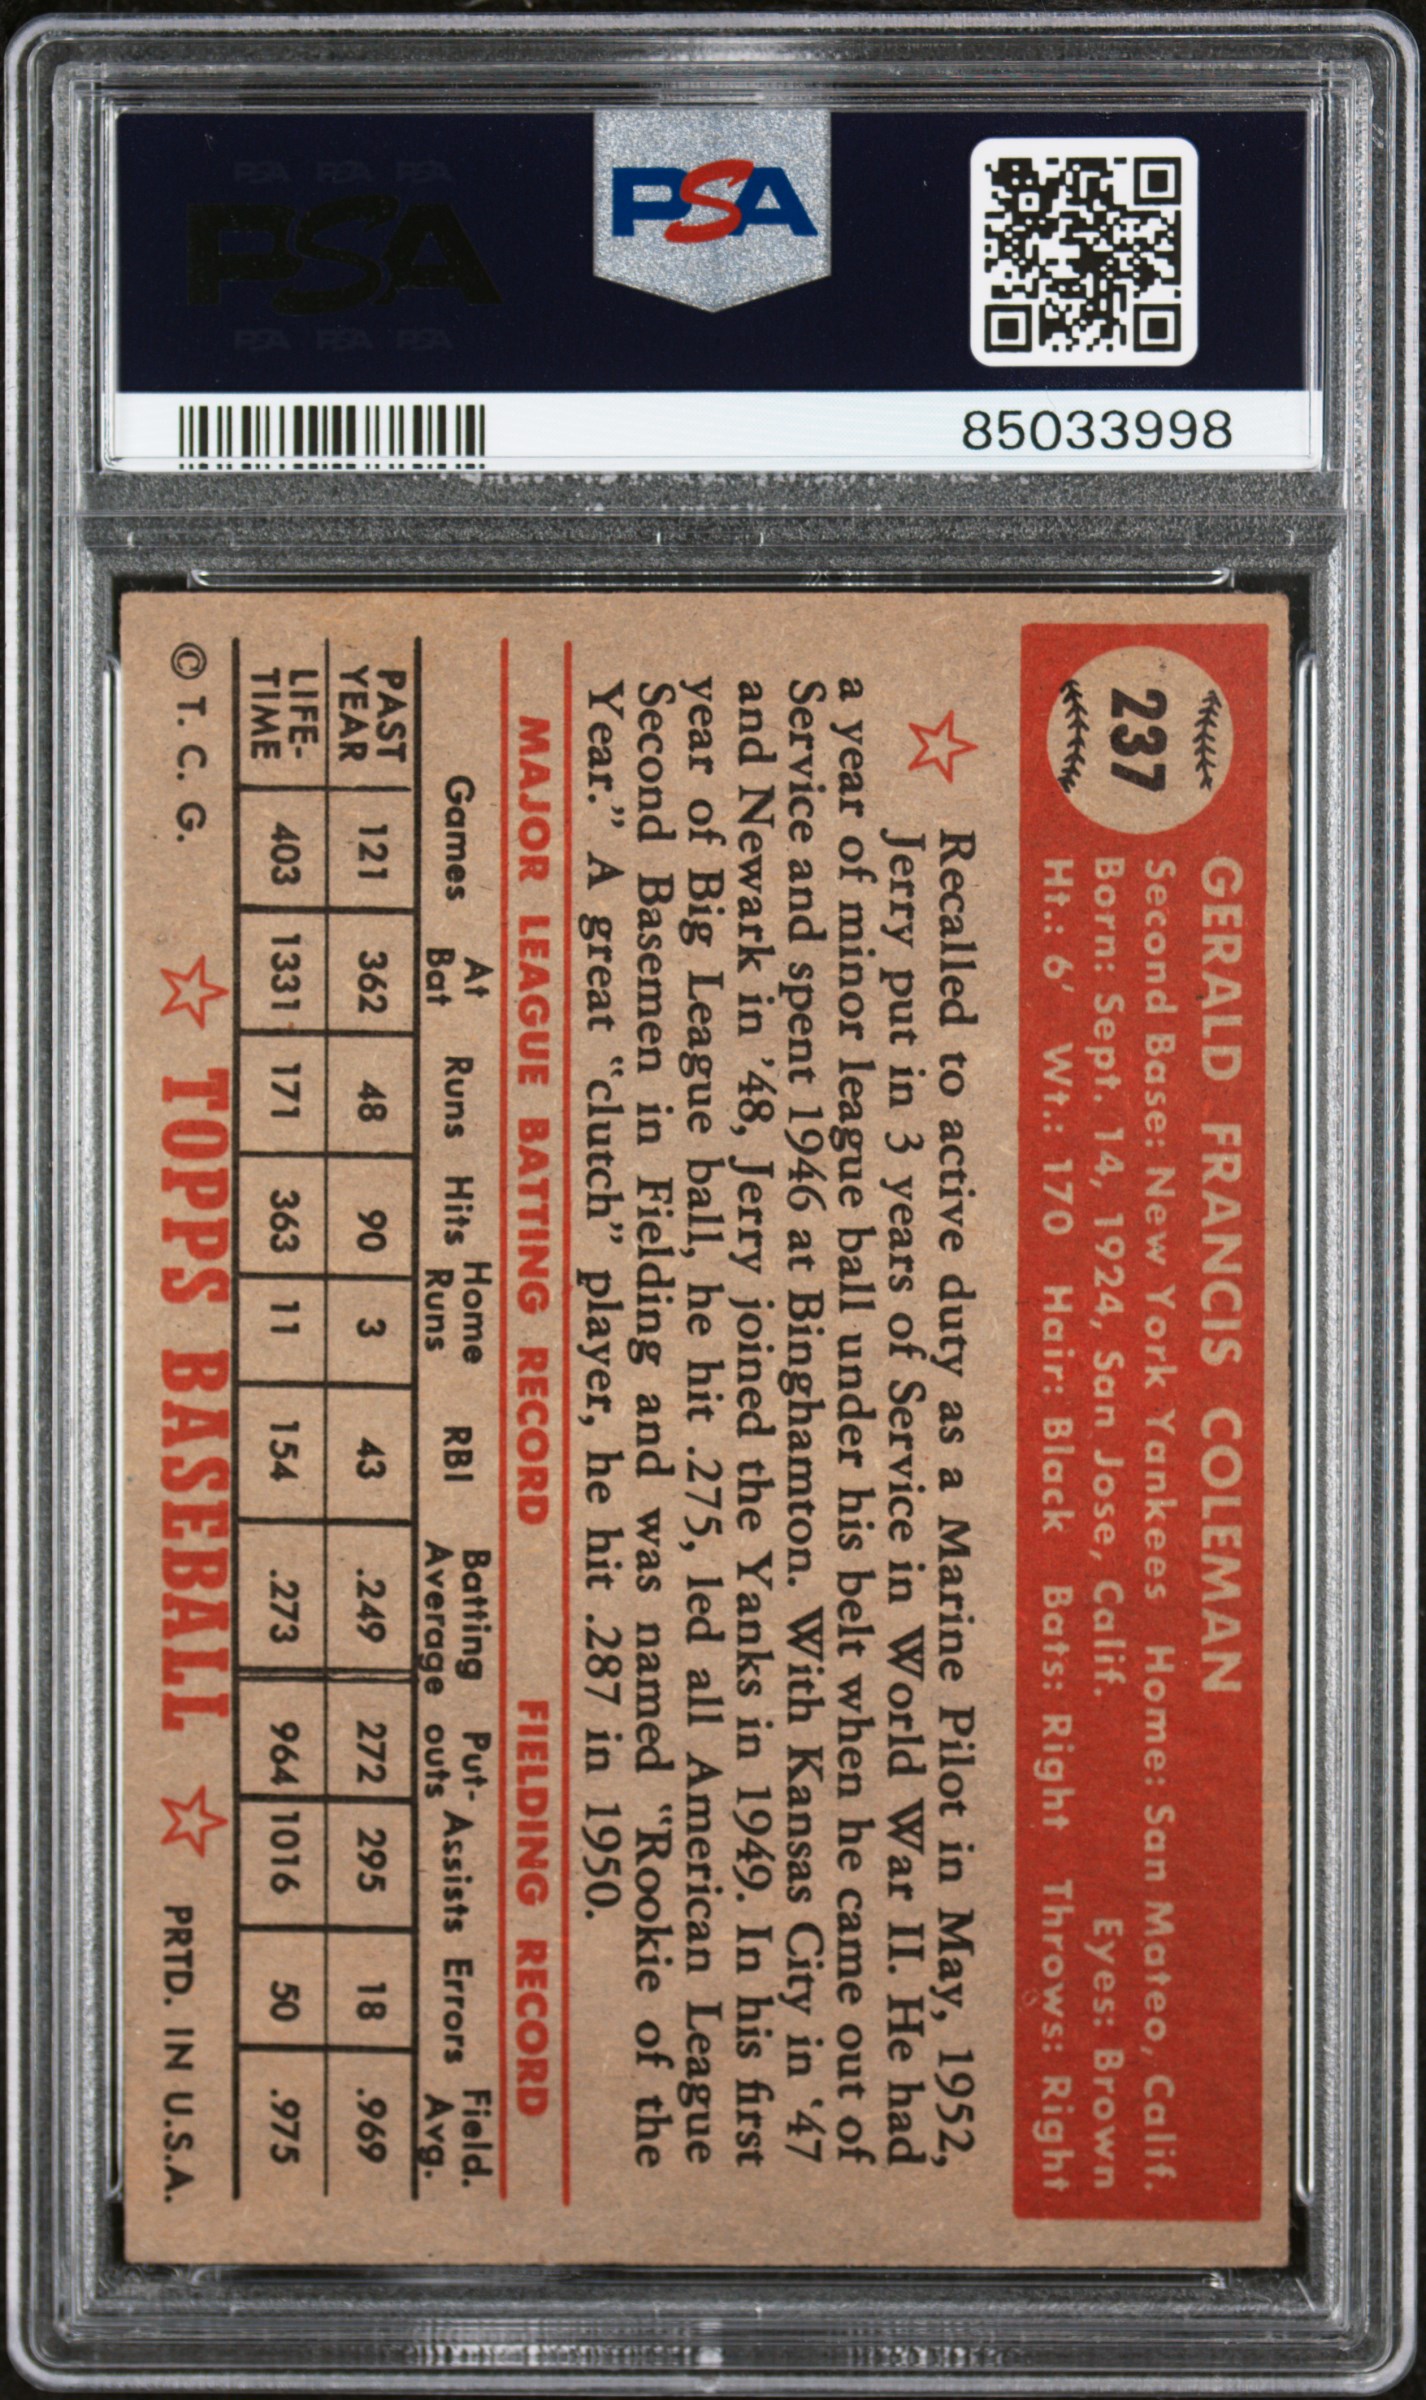 PSA PSA PSA
PSA
PSA PSA PSA
PSA
85033998
237
GERALD FRANCIS COLEMAN
Second Base: New York Yankees Home: San Mateo, Calif.
Born: Sept. 14, 1924, San Jose, Calif. Eyes: Brown
Ht.: 6' Wt.: 170 Hair: Black Bats: Right Throws: Right
Recalled to active duty as a Marine Pilot in May, 1952,
Jerry put in 3 years of Service in World War II. He had
a year of minor league ball under his belt when he came out of
Service and spent 1946 at Binghamton. With Kansas City in '47
and Newark in '48, Jerry joined the Yanks in 1949. In his first
year of Big League ball, he hit .275, led all American League
Second Basemen in Fielding and was named "Rookie of the
Year." A great "clutch" player, he hit .287 in 1950.
MAJOR LEAGUE BATTING RECORD FIELDING RECORD
Games At Bat Runs Hits Home Runs RBI Batting Average Put-outs Assists Errors Field. Avg.
PAST YEAR 121 362 48 90 3 43 .249 272 295 18 .969
LIFE-TIME 403 1331 171 363 11 154 .273 964 1016 50 .975
© T. C. G. TOPPS BASEBALL PRTD. IN U.S.A.